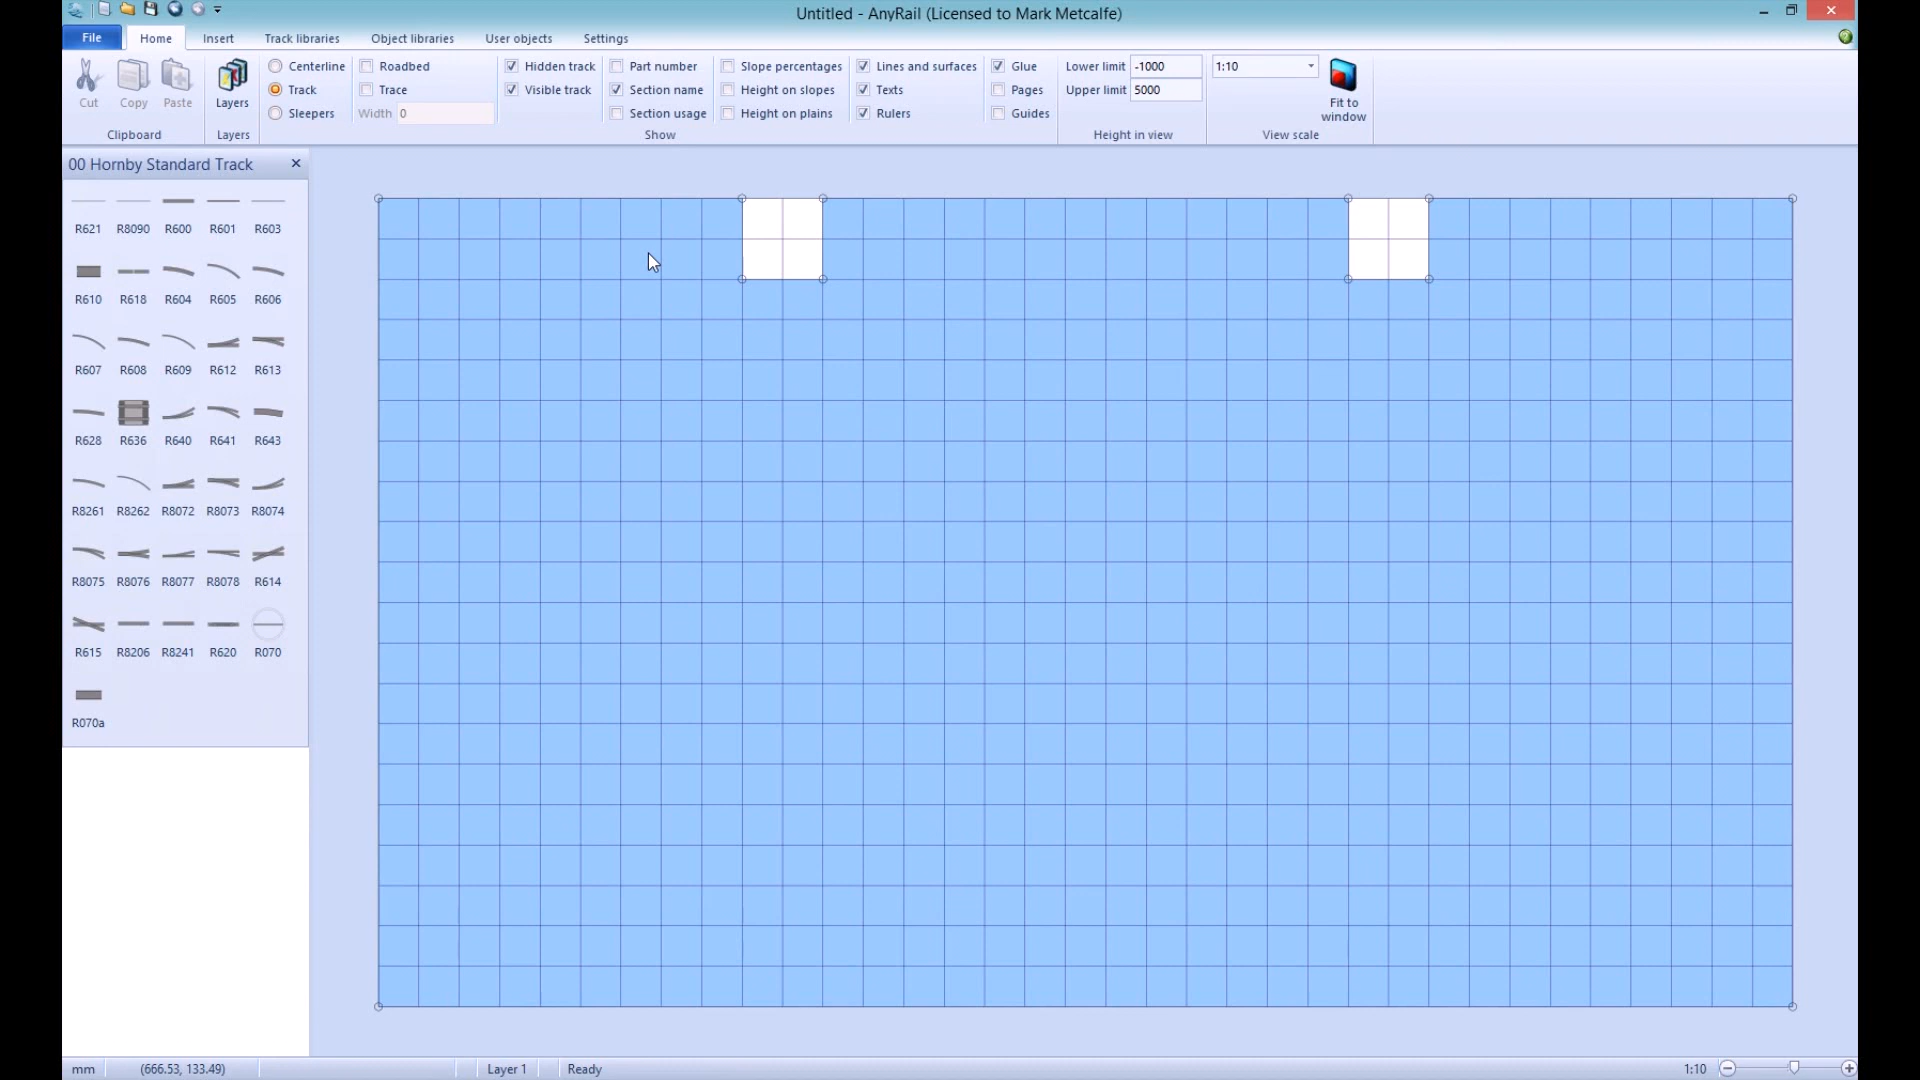 Untitled - AnyRail (Licensed to Mark Metcalfe)
File Home Insert Track libraries Object libraries User objects Settings
Centerline Roadbed Hidden track Part number Slope percentages Lines and surfaces Glue Lower limit -1000 1:10
Track Trace Visible track Section name Height on slopes Texts Pages Upper limit 5000
Cut Copy Paste Layers Fit to window
Sleepers Width 0 Section usage Height on plains Rulers Guides
Clipboard Layers Show Height in view View scale
00 Hornby Standard Track
R621 R8090 R600 R601 R603
R610 R618 R604 R605 R606
R607 R608 R609 R612 R613
R628 R636 R640 R641 R643
R8261 R8262 R8072 R8073 R8074
R8075 R8076 R8077 R8078 R614
R615 R8206 R8241 R620 R070
R070a
mm (666.53, 133.49) Layer 1 Ready 1:10